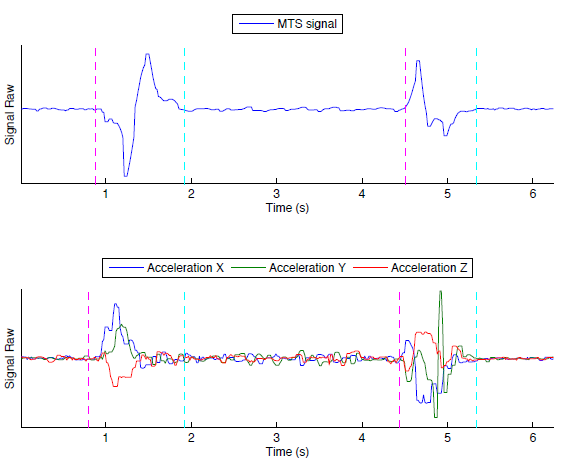 MTS signal
Signal Raw
1 2 3 4 5 6
Time (s)
Acceleration X Acceleration Y Acceleration Z
Signal Raw
1 2 3 4 5 6
Time (s)